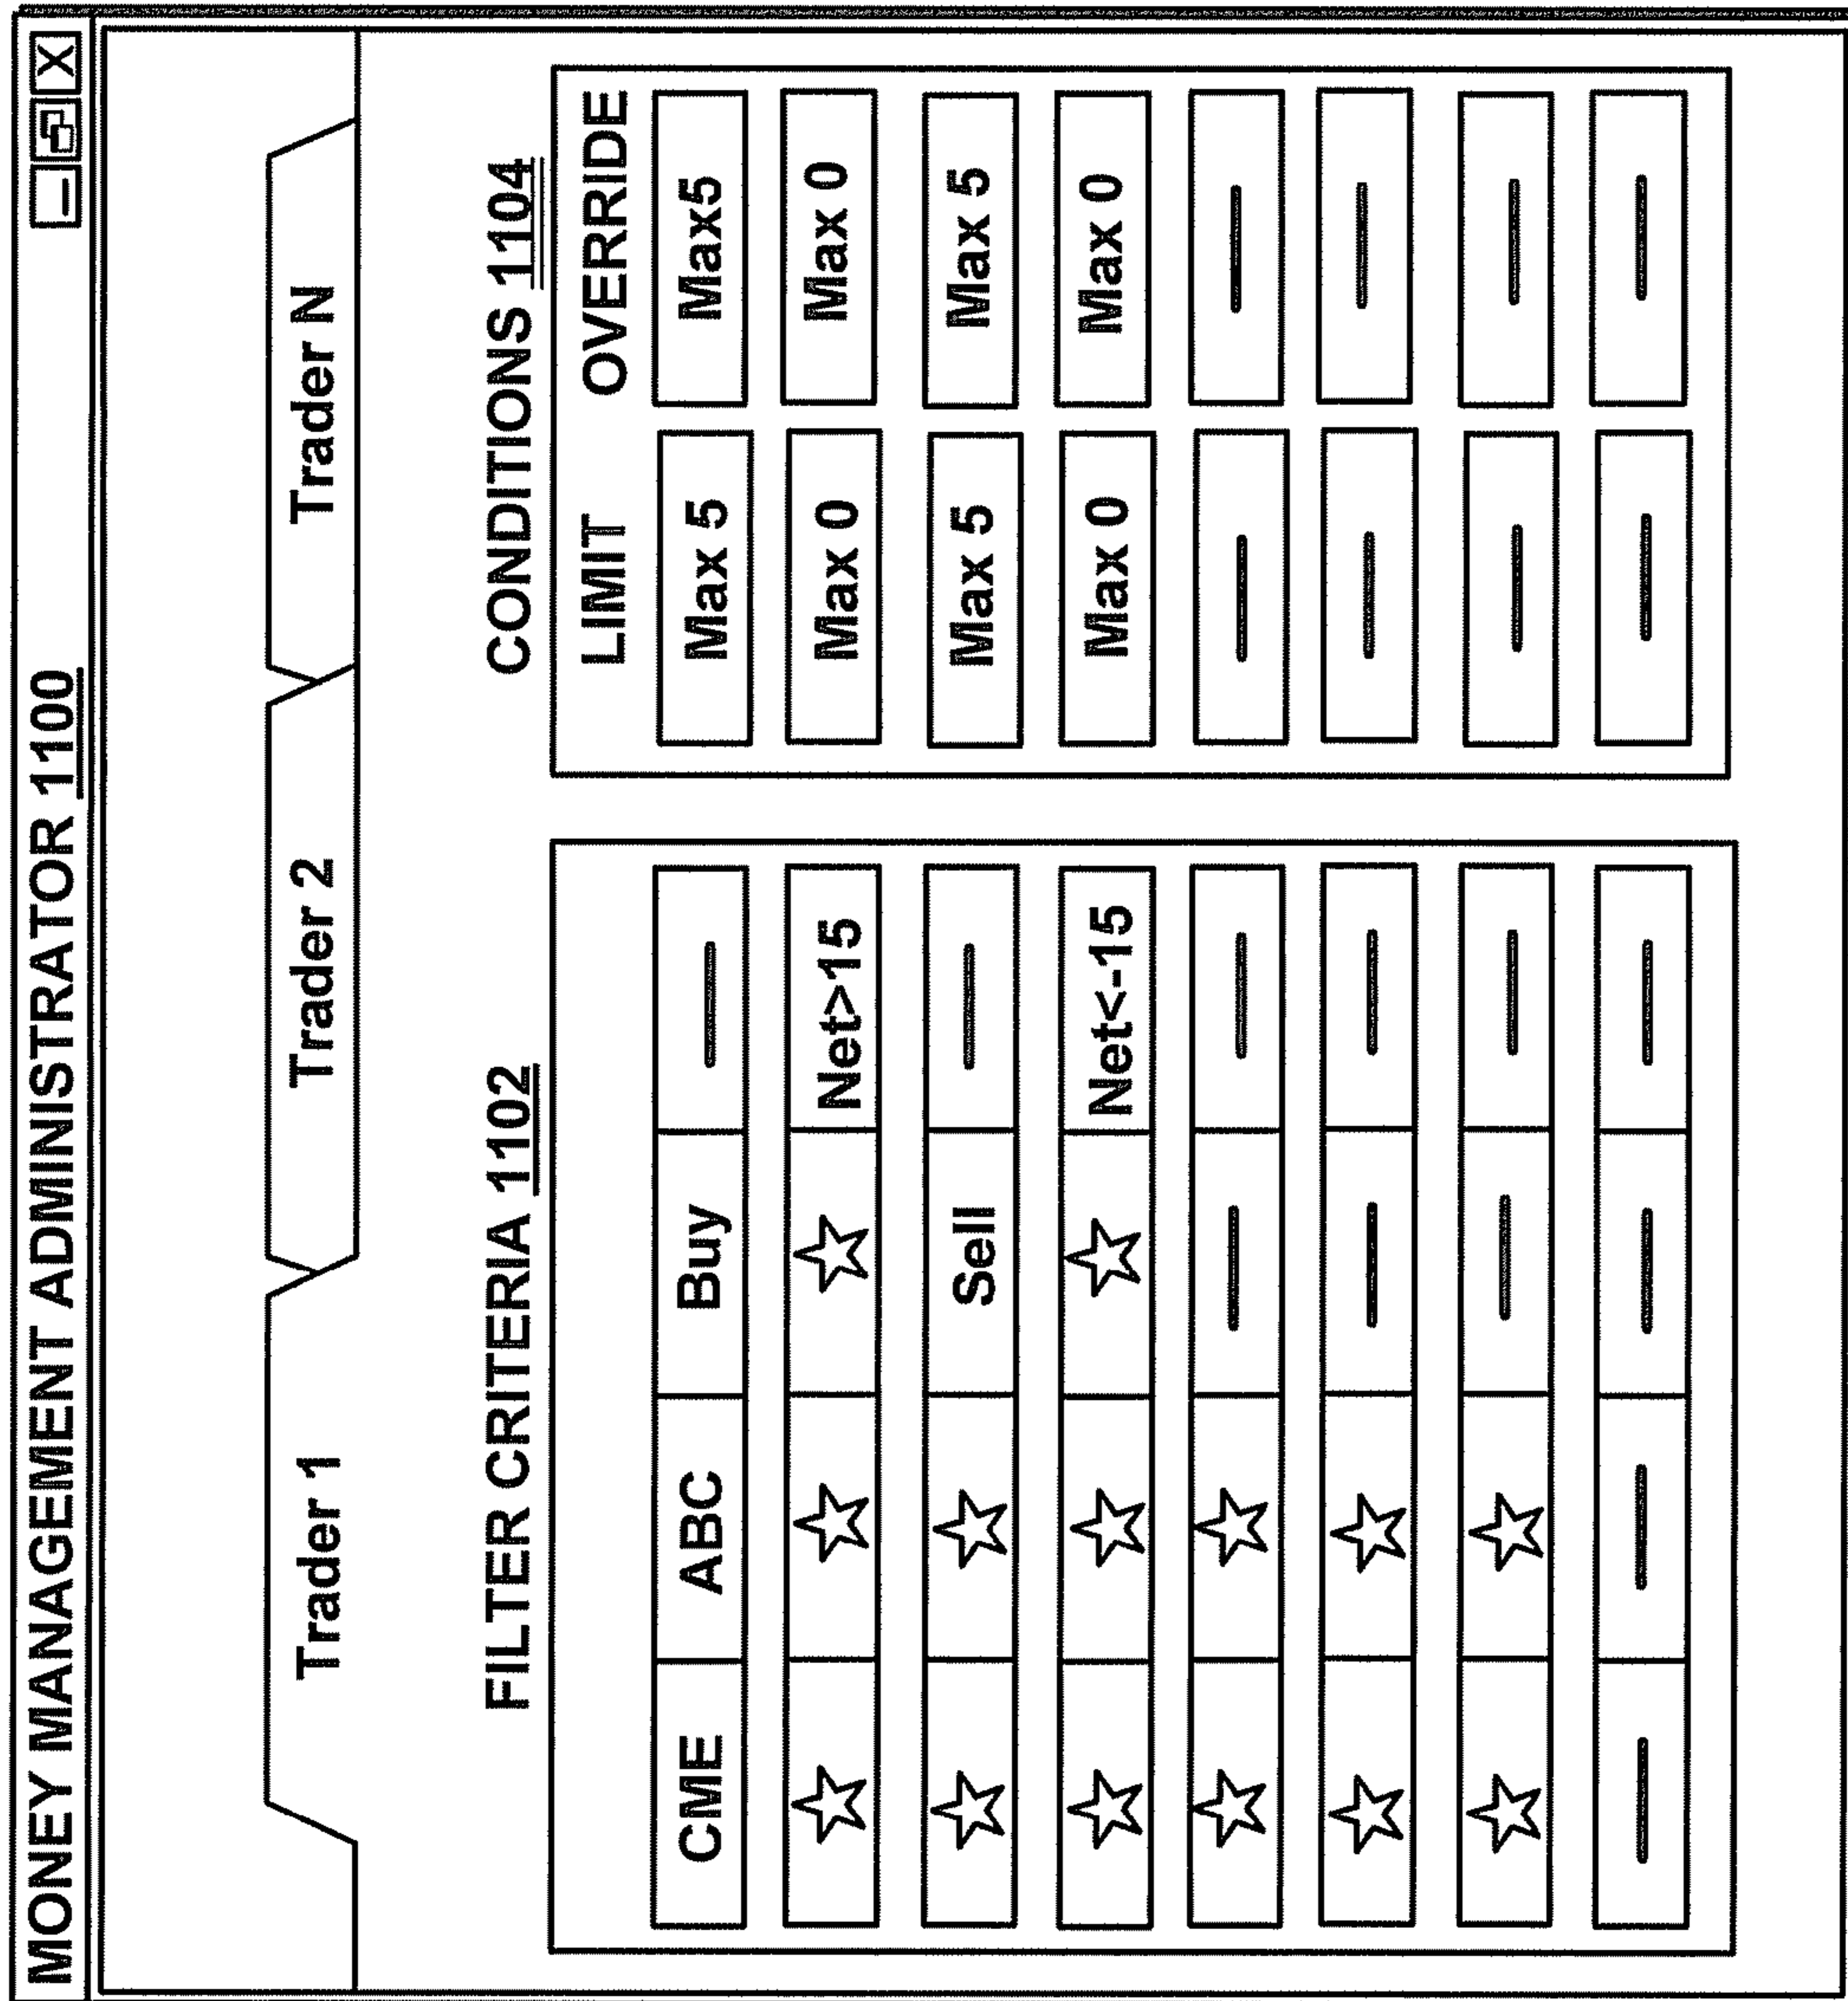 MONEY MANAGEMENT ADMINISTRATOR 1100
Trader 1 Trader 2 Trader N
FILTER CRITERIA 1102
CME ABC Buy —
☆ ☆ ☆ Net>15
☆ ☆ Sell —
☆ ☆ ☆ Net<-15
☆ ☆ — —
☆ ☆ — —
☆ ☆ — —
— — — —
CONDITIONS 1104
LIMIT OVERRIDE
Max 5 Max5
Max 0 Max 0
Max 5 Max 5
Max 0 Max 0
— —
— —
— —
— —